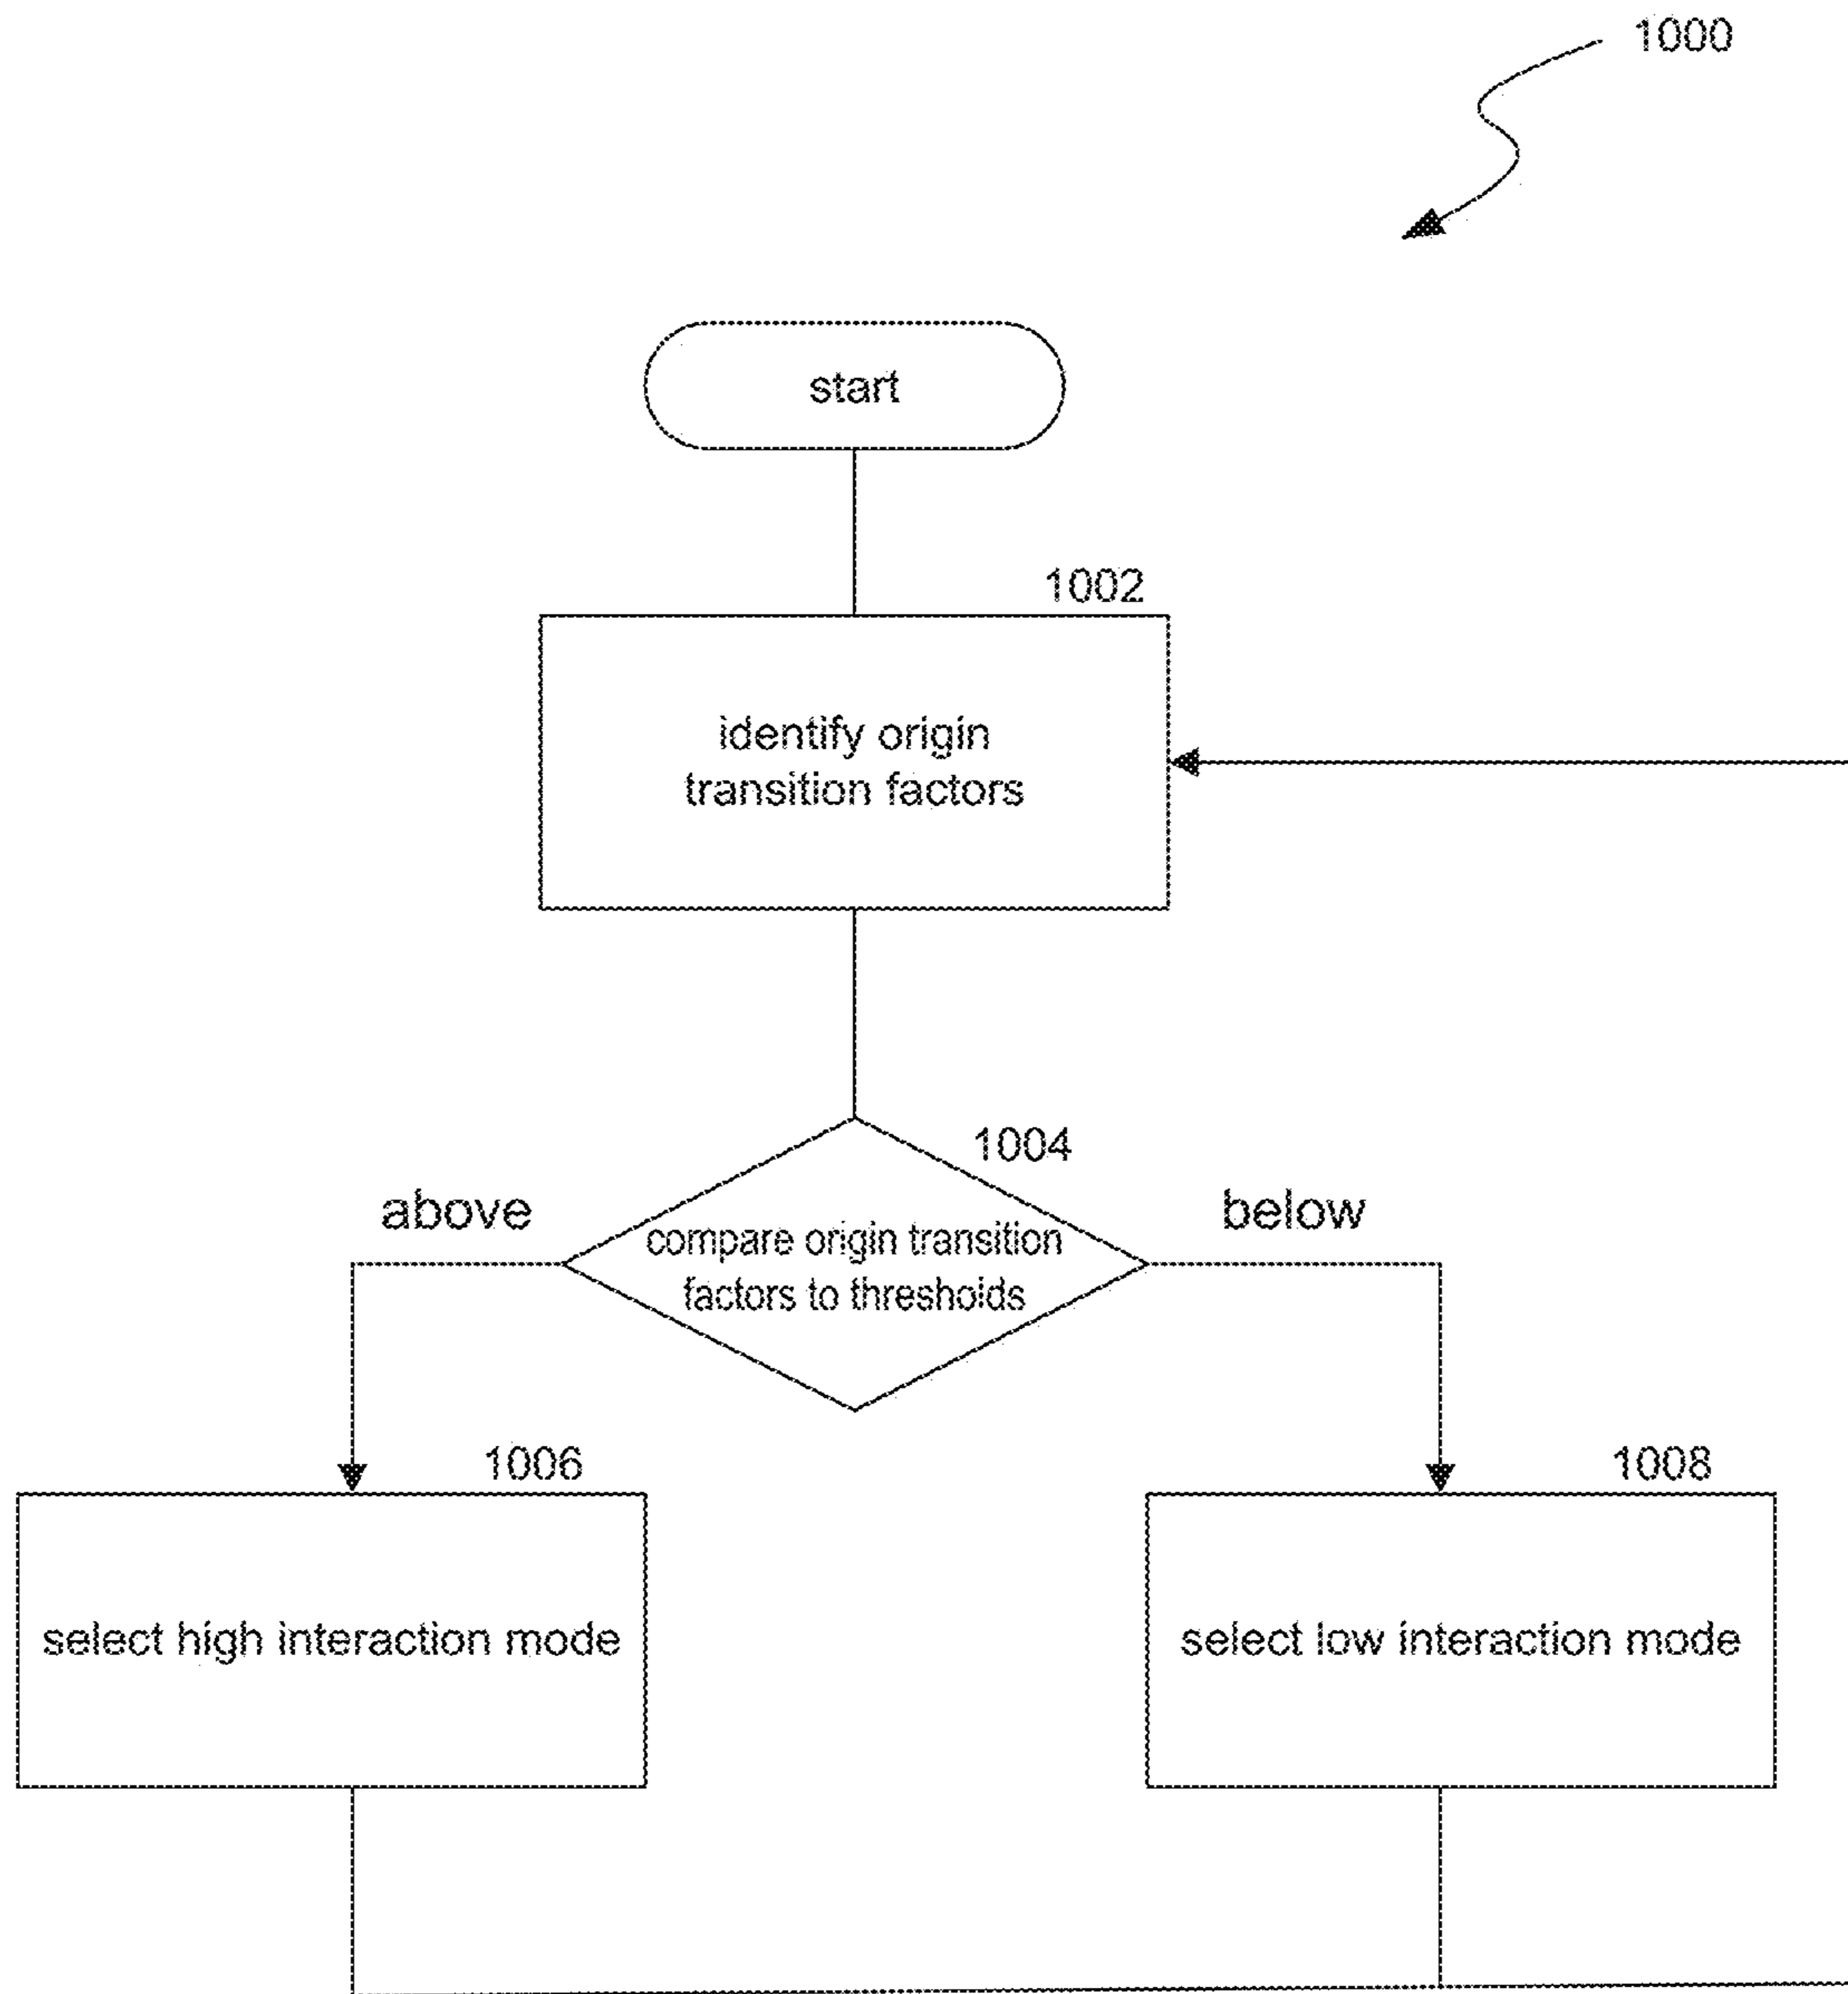 1000
start
1002
identify origin
transition factors
1004
above
below
compare origin transition
factors to thresholds
1006
1008
select high interaction mode
select low interaction mode